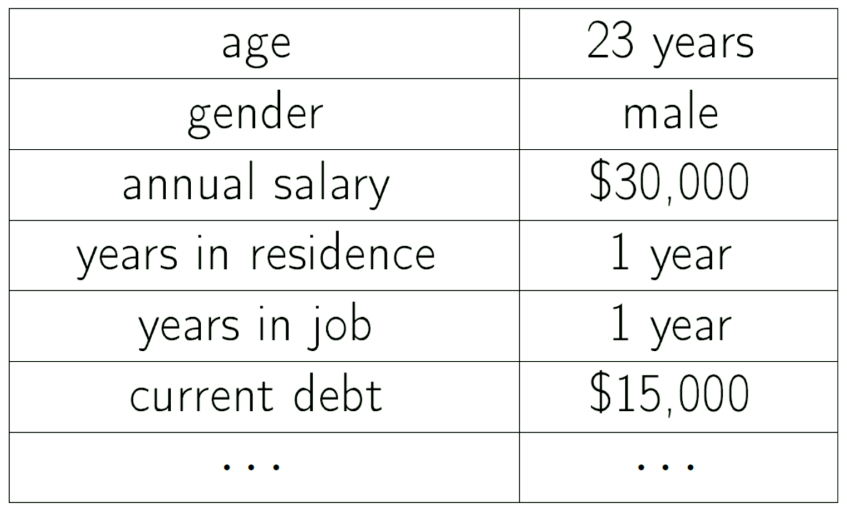 age 23 years
gender male
annual salary $30,000
years in residence 1 year
years in job 1 year
current debt $15,000
... ...